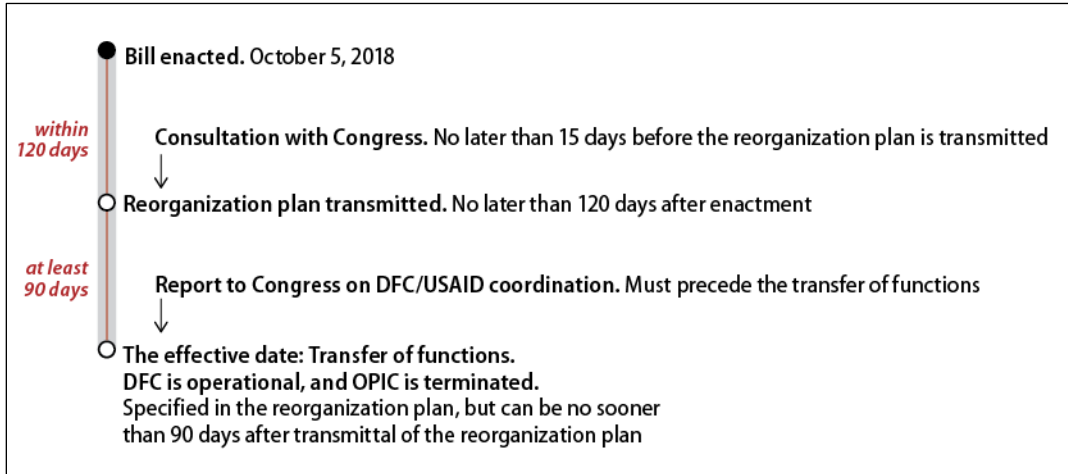 Bill enacted. October 5, 2018
within
120 days
Consultation with Congress. No later than 15 days before the reorganization plan is transmitted
Reorganization plan transmitted. No later than 120 days after enactment
at least
90 days
Report to Congress on DFC/USAID coordination. Must precede the transfer of functions
The effective date: Transfer of functions.
DFC is operational, and OPIC is terminated.
Specified in the reorganization plan, but can be no sooner
than 90 days after transmittal of the reorganization plan